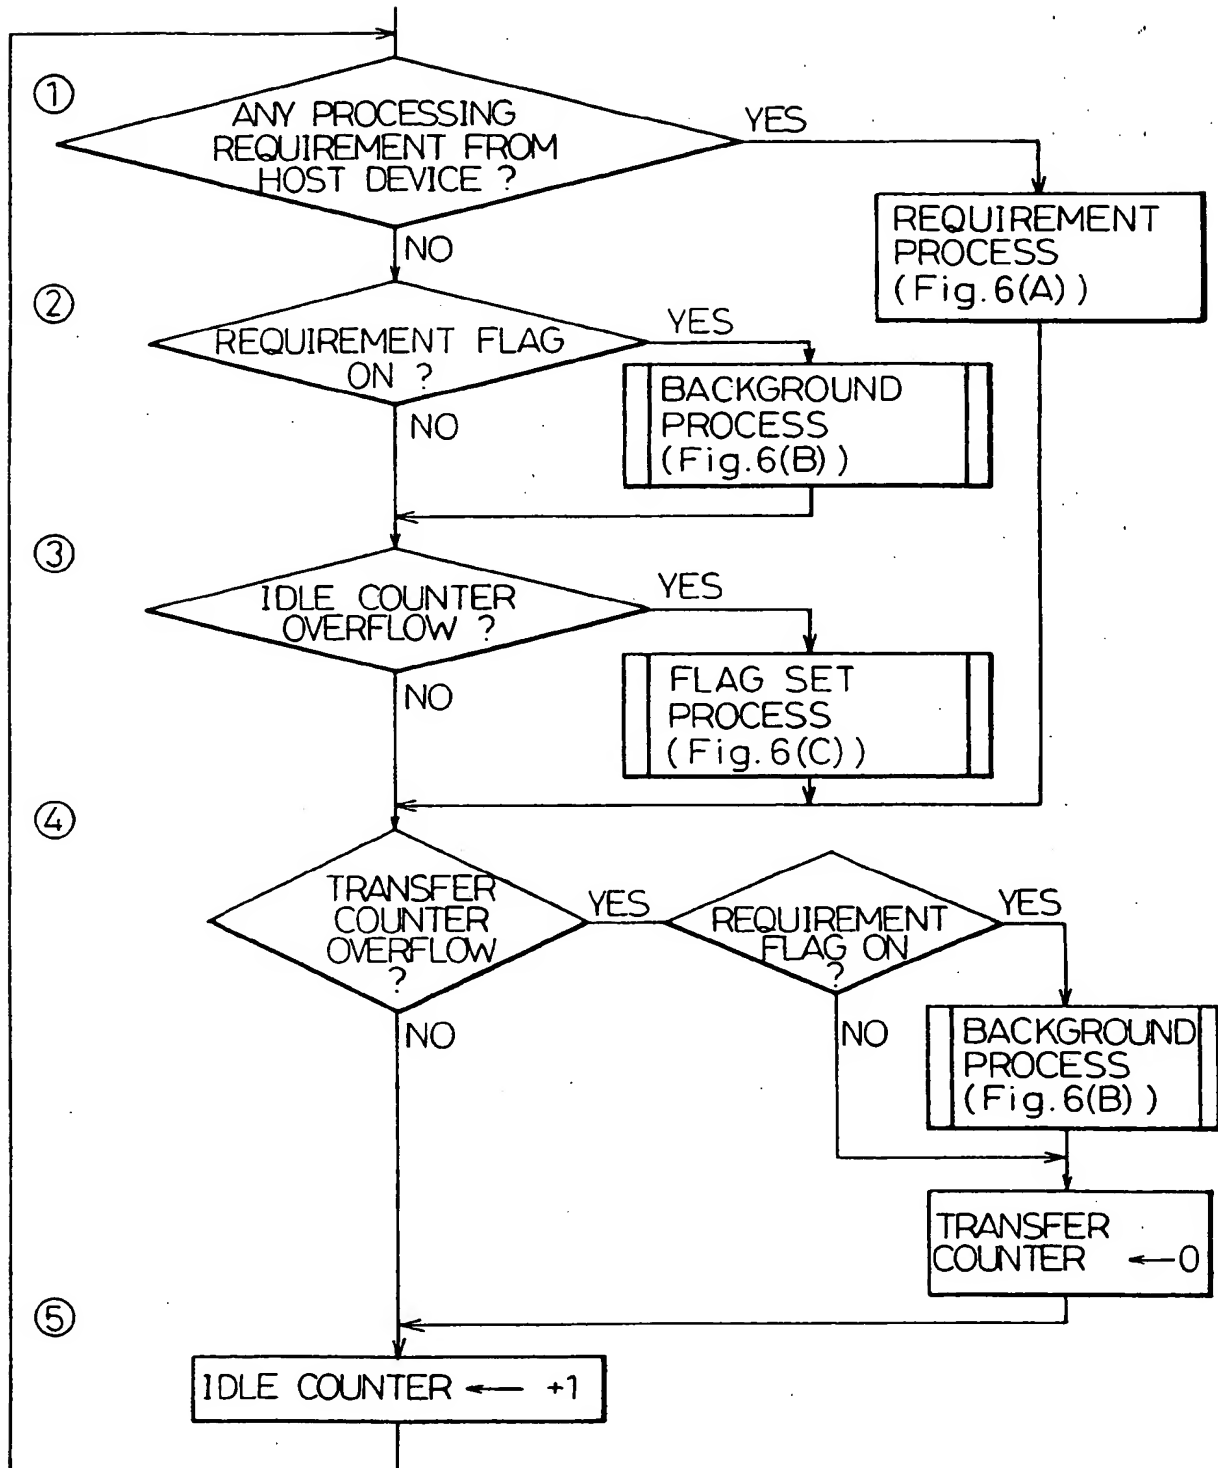 ①
ANY PROCESSING
REQUIREMENT FROM
HOST DEVICE ?
YES
NO
REQUIREMENT
PROCESS
(Fig.6(A))
②
REQUIREMENT FLAG
ON ?
YES
NO
BACKGROUND
PROCESS
(Fig.6(B))
③
IDLE COUNTER
OVERFLOW ?
YES
NO
FLAG SET
PROCESS
(Fig.6(C))
④
TRANSFER
COUNTER
OVERFLOW
?
YES
NO
REQUIREMENT
FLAG ON
?
YES
NO
BACKGROUND
PROCESS
(Fig.6(B))
TRANSFER
COUNTER ←0
⑤
IDLE COUNTER ← +1